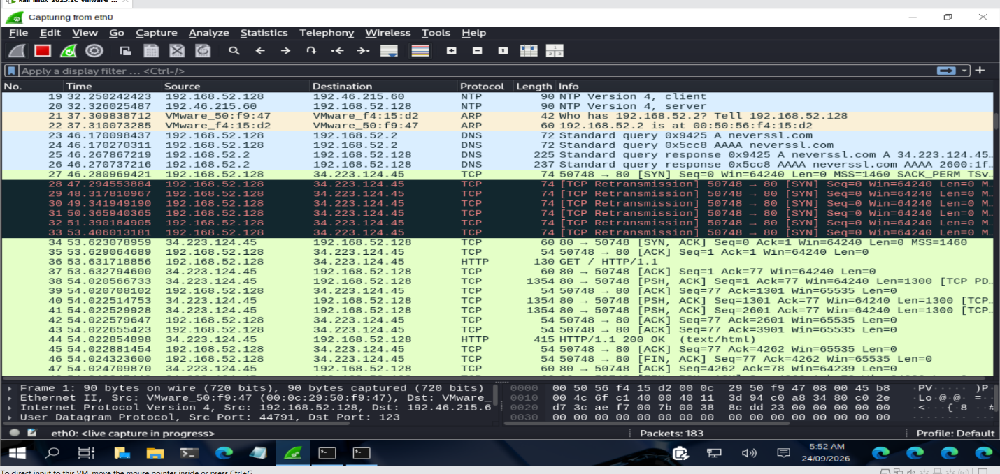 Capturing from eth0
File Edit View Go Capture Analyze Statistics Telephony Wireless Tools Help
Apply a display filter ... <Ctrl-/>
No. Time Source Destination Protocol Length Info
19 32.250242423 192.168.52.128 192.46.215.60 NTP 90 NTP Version 4, client
20 32.326025487 192.46.215.60 192.168.52.128 NTP 90 NTP Version 4, server
21 37.309838712 VMware_50:f9:47 VMware_f4:15:d2 ARP 42 Who has 192.168.52.2? Tell 192.168.52.128
22 37.310073285 VMware_f4:15:d2 VMware_50:f9:47 ARP 60 192.168.52.2 is at 00:50:56:f4:15:d2
23 46.170098437 192.168.52.128 192.168.52.2 DNS 72 Standard query 0x9425 A neverssl.com
24 46.170270311 192.168.52.128 192.168.52.2 DNS 72 Standard query 0x5cc8 AAAA neverssl.com
25 46.267867219 192.168.52.2 192.168.52.128 DNS 225 Standard query response 0x9425 A neverssl.com A 34.223.124.45…
26 46.270737216 192.168.52.2 192.168.52.128 DNS 237 Standard query response 0x5cc8 AAAA neverssl.com AAAA 2600:1f…
27 46.280969421 192.168.52.128 34.223.124.45 TCP 74 50748 → 80 [SYN] Seq=0 Win=64240 Len=0 MSS=1460 SACK_PERM TSv…
28 47.294553884 192.168.52.128 34.223.124.45 TCP 74 [TCP Retransmission] 50748 → 80 [SYN] Seq=0 Win=64240 Len=0 M…
29 48.317810967 192.168.52.128 34.223.124.45 TCP 74 [TCP Retransmission] 50748 → 80 [SYN] Seq=0 Win=64240 Len=0 M…
30 49.341949190 192.168.52.128 34.223.124.45 TCP 74 [TCP Retransmission] 50748 → 80 [SYN] Seq=0 Win=64240 Len=0 M…
31 50.365940365 192.168.52.128 34.223.124.45 TCP 74 [TCP Retransmission] 50748 → 80 [SYN] Seq=0 Win=64240 Len=0 M…
32 51.390184905 192.168.52.128 34.223.124.45 TCP 74 [TCP Retransmission] 50748 → 80 [SYN] Seq=0 Win=64240 Len=0 M…
33 53.406013181 192.168.52.128 34.223.124.45 TCP 74 [TCP Retransmission] 50748 → 80 [SYN] Seq=0 Win=64240 Len=0 M…
34 53.623078959 34.223.124.45 192.168.52.128 TCP 60 80 → 50748 [SYN, ACK] Seq=0 Ack=1 Win=64240 Len=0 MSS=1460
35 53.629064689 192.168.52.128 34.223.124.45 TCP 54 50748 → 80 [ACK] Seq=1 Ack=1 Win=64240 Len=0
36 53.631718856 192.168.52.128 34.223.124.45 HTTP 130 GET / HTTP/1.1
37 53.632794600 34.223.124.45 192.168.52.128 TCP 60 80 → 50748 [ACK] Seq=1 Ack=77 Win=64240 Len=0
38 54.020566733 34.223.124.45 192.168.52.128 TCP 1354 80 → 50748 [PSH, ACK] Seq=1 Ack=77 Win=64240 Len=1300 [TCP PD…
39 54.020708102 192.168.52.128 34.223.124.45 TCP 54 50748 → 80 [ACK] Seq=77 Ack=1301 Win=65535 Len=0
40 54.022514753 34.223.124.45 192.168.52.128 TCP 1354 80 → 50748 [PSH, ACK] Seq=1301 Ack=77 Win=64240 Len=1300 [TCP…
41 54.022529928 34.223.124.45 192.168.52.128 TCP 1354 80 → 50748 [PSH, ACK] Seq=2601 Ack=77 Win=64240 Len=1300 [TCP…
42 54.022579647 192.168.52.128 34.223.124.45 TCP 54 50748 → 80 [ACK] Seq=77 Ack=2601 Win=65535 Len=0
43 54.022655423 192.168.52.128 34.223.124.45 TCP 54 50748 → 80 [ACK] Seq=77 Ack=3901 Win=65535 Len=0
44 54.022854898 34.223.124.45 192.168.52.128 HTTP 415 HTTP/1.1 200 OK (text/html)
45 54.022881454 192.168.52.128 34.223.124.45 TCP 54 50748 → 80 [ACK] Seq=77 Ack=4262 Win=65535 Len=0
46 54.024323600 192.168.52.128 34.223.124.45 TCP 54 50748 → 80 [FIN, ACK] Seq=77 Ack=4262 Win=65535 Len=0
47 54.024709870 34.223.124.45 192.168.52.128 TCP 60 80 → 50748 [ACK] Seq=4262 Ack=78 Win=64239 Len=0
Frame 1: 90 bytes on wire (720 bits), 90 bytes captured (720 bits) 0000 00 50 56 f4 15 d2 00 0c 29 50 f9 47 08 00 45 b8 ·PV····· )P·
Ethernet II, Src: VMware_50:f9:47 (00:0c:29:50:f9:47), Dst: VMware_ 0010 00 4c 6f c1 40 00 40 11 3d 94 c0 a8 34 80 c0 2e ·Lo·@·@· =·
Internet Protocol Version 4, Src: 192.168.52.128, Dst: 192.46.215.6 0020 d7 3c ae f7 00 7b 00 38 8c dd 23 00 00 00 00 00 ·<···{·8 ··#
User Datagram Protocol, Src Port: 44791, Dst Port: 123 0030 00 00 00 00 00 00 00 00 00 00 00 00 00 00 00 00
eth0: <live capture in progress> Packets: 183 Profile: Default
5:52 AM
24/09/2026
To direct input to this VM, move the mouse pointer inside or press Ctrl+G.